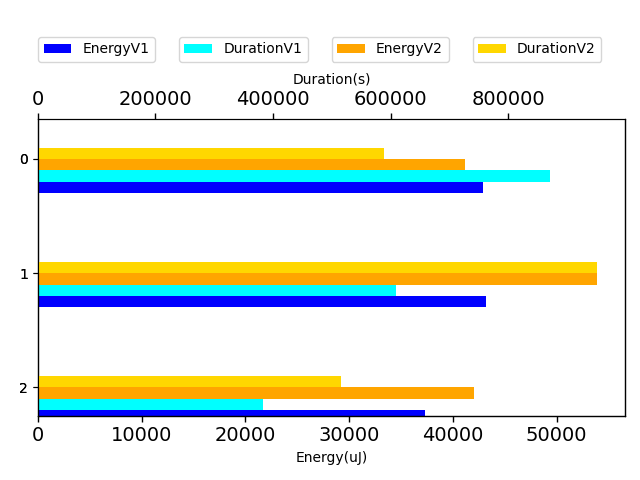 EnergyV1 DurationV1 EnergyV2 DurationV2
Duration(s)
0 200000 400000 600000 800000
0
1
2
0 10000 20000 30000 40000 50000
Energy(uJ)